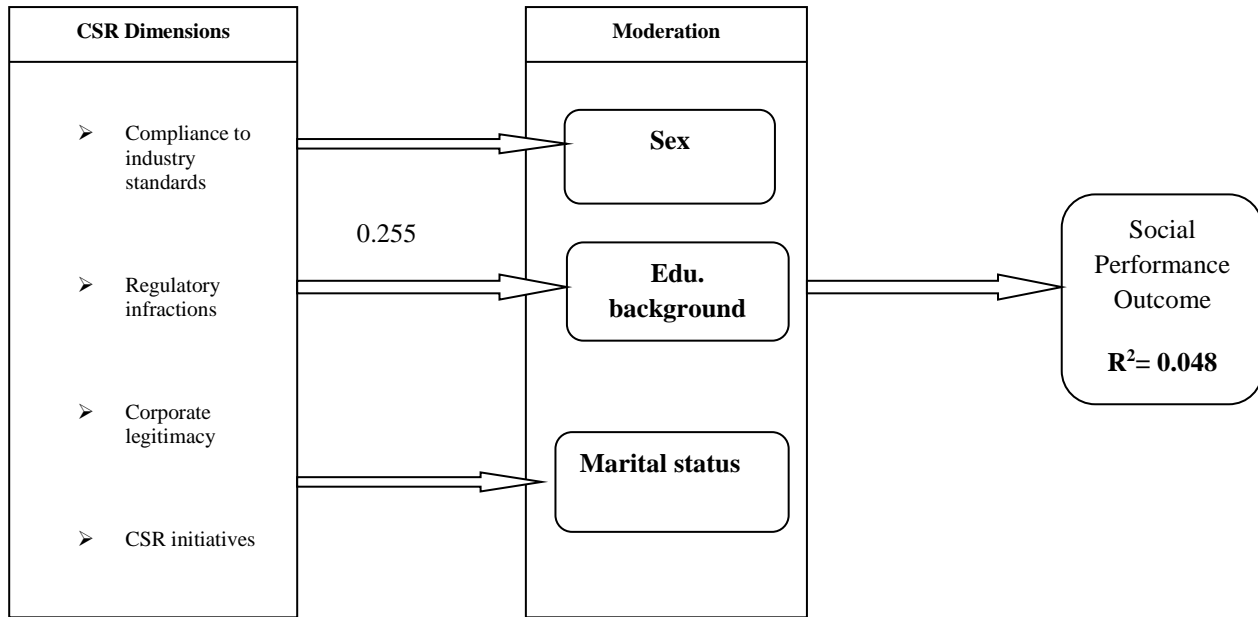 CSR Dimensions
➢ Compliance to
industry
standards
➢ Regulatory
infractions
➢ Corporate
legitimacy
➢ CSR initiatives
0.255
Moderation
Sex
Edu.
background
Marital status
Social
Performance
Outcome
R²= 0.048